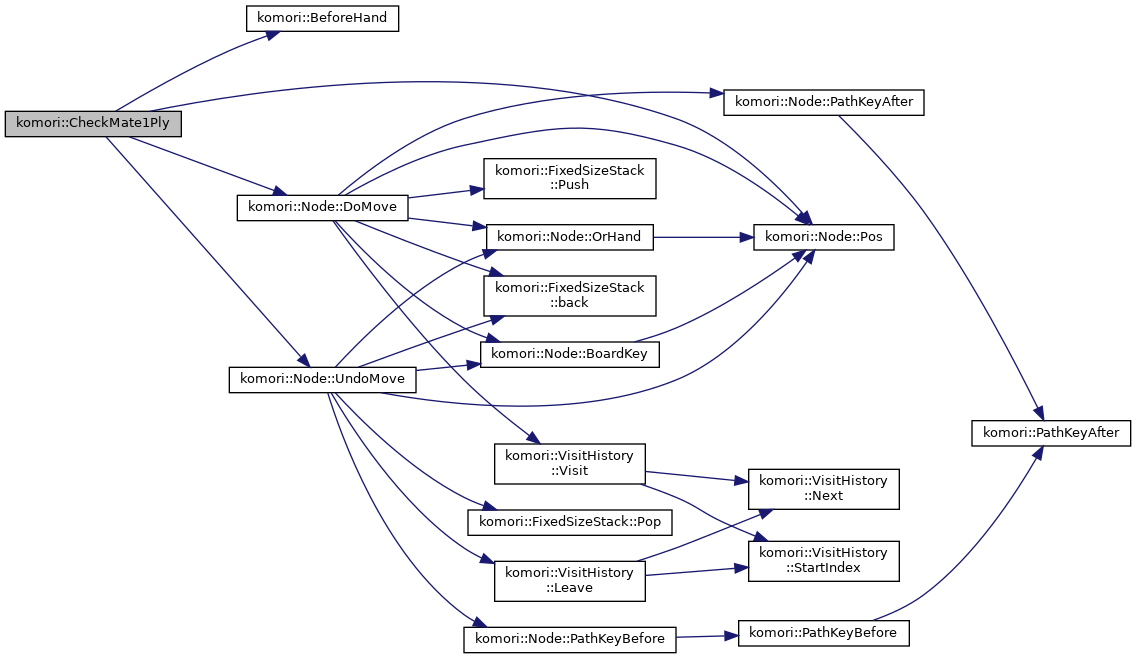 komori::BeforeHand
komori::CheckMate1Ply
komori::Node::PathKeyAfter
komori::FixedSizeStack
::Push
komori::Node::DoMove
komori::Node::OrHand
komori::Node::Pos
komori::FixedSizeStack
::back
komori::Node::BoardKey
komori::Node::UndoMove
komori::PathKeyAfter
komori::VisitHistory
::Visit
komori::VisitHistory
::Next
komori::FixedSizeStack::Pop
komori::VisitHistory
::StartIndex
komori::VisitHistory
::Leave
komori::Node::PathKeyBefore
komori::PathKeyBefore